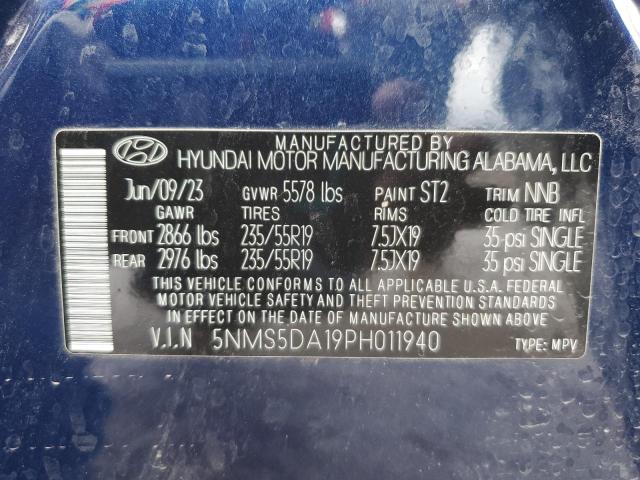 MANUFACTURED BY
HYUNDAI MOTOR MANUFACTURING ALABAMA, LLC
Jun/09/23 GVWR 5578 lbs PAINT ST2 TRIM NNB
GAWR TIRES RIMS COLD TIRE INFL
FRONT 2866 lbs 235/55R19 7.5JX19 35-psi SINGLE
REAR 2976 lbs 235/55R19 7.5JX19 35 psi SINGLE
THIS VEHICLE CONFORMS TO ALL APPLICABLE U.S.A. FEDERAL
MOTOR VEHICLE SAFETY AND THEFT PREVENTION STANDARDS
IN EFFECT ON THE DATE OF MANUFACTURE SHOWN ABOVE.
V.I.N 5NMS5DA19PH011940 TYPE: MPV